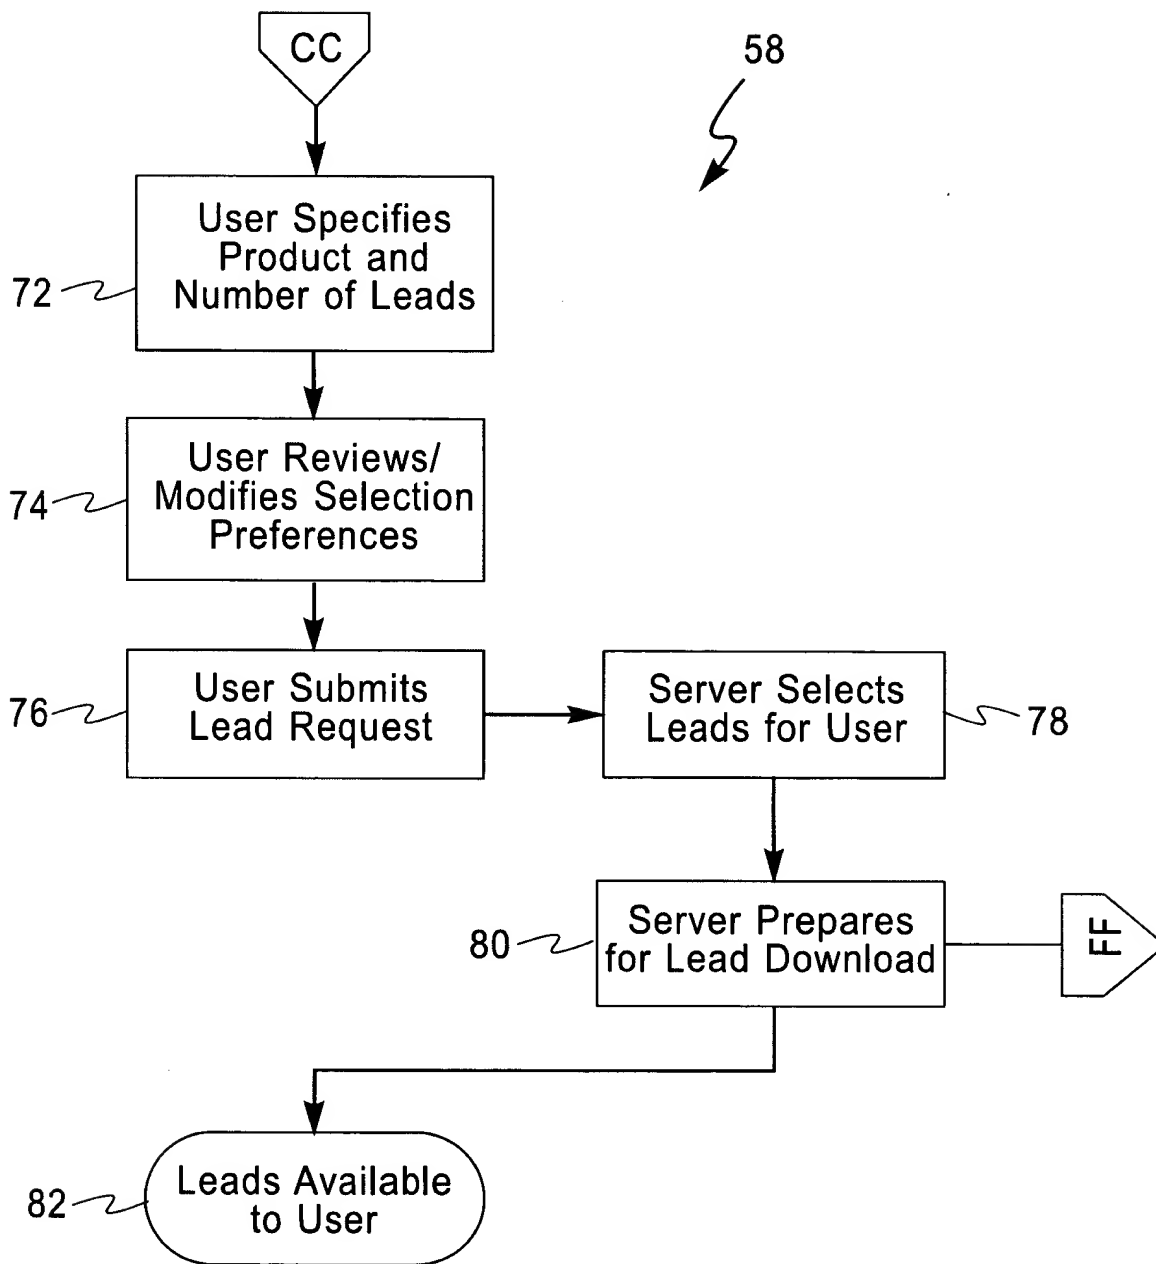 CC
58
User Specifies
Product and
Number of Leads
72
User Reviews/
Modifies Selection
Preferences
74
User Submits
Lead Request
76
Server Selects
Leads for User
78
Server Prepares
for Lead Download
80
FF
Leads Available
to User
82